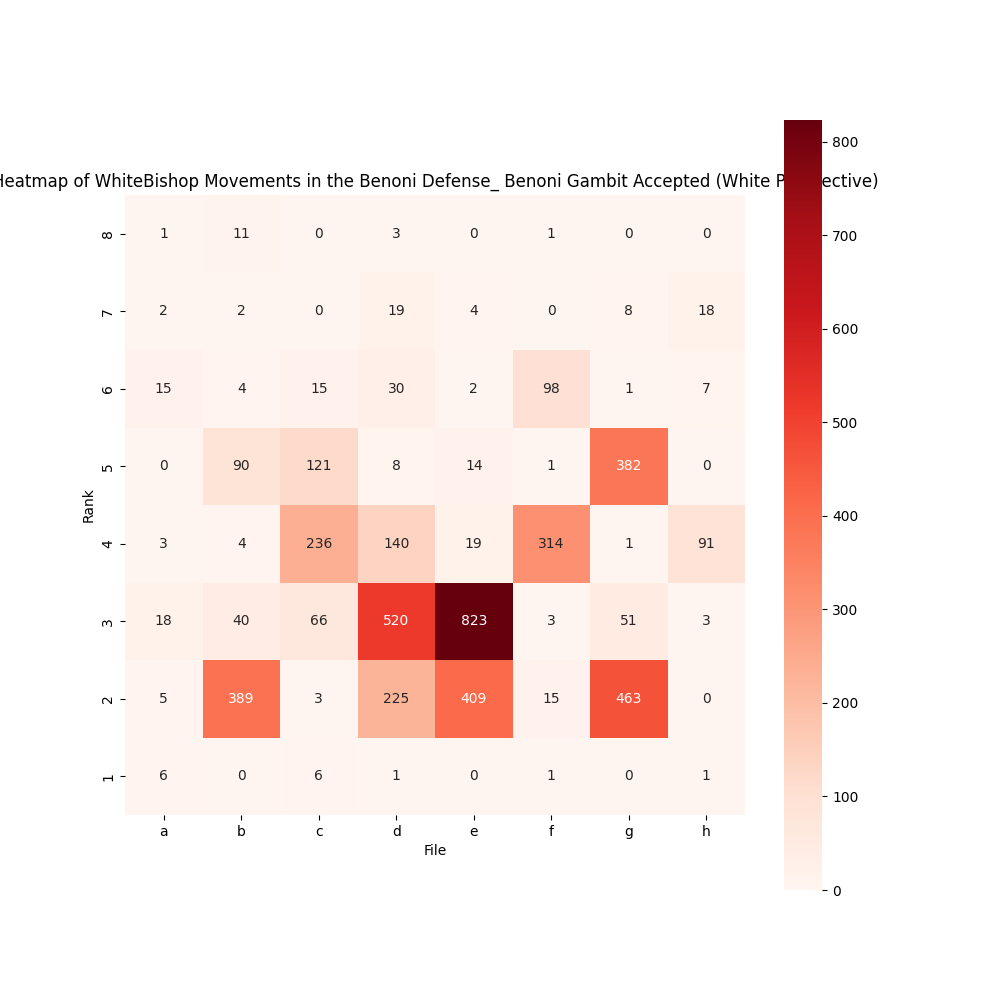 Heatmap of WhiteBishop Movements in the Benoni Defense_ Benoni Gambit Accepted (White P ective)
800
700
600
500
400
300
200
100
0
Rank
8 1 11 0 3 0 1 0 0
7 2 2 0 19 4 0 8 18
6 15 4 15 30 2 98 1 7
5 0 90 121 8 14 1 382 0
4 3 4 236 140 19 314 1 91
3 18 40 66 520 823 3 51 3
2 5 389 3 225 409 15 463 0
1 6 0 6 1 0 1 0 1
a b c d e f g h
File